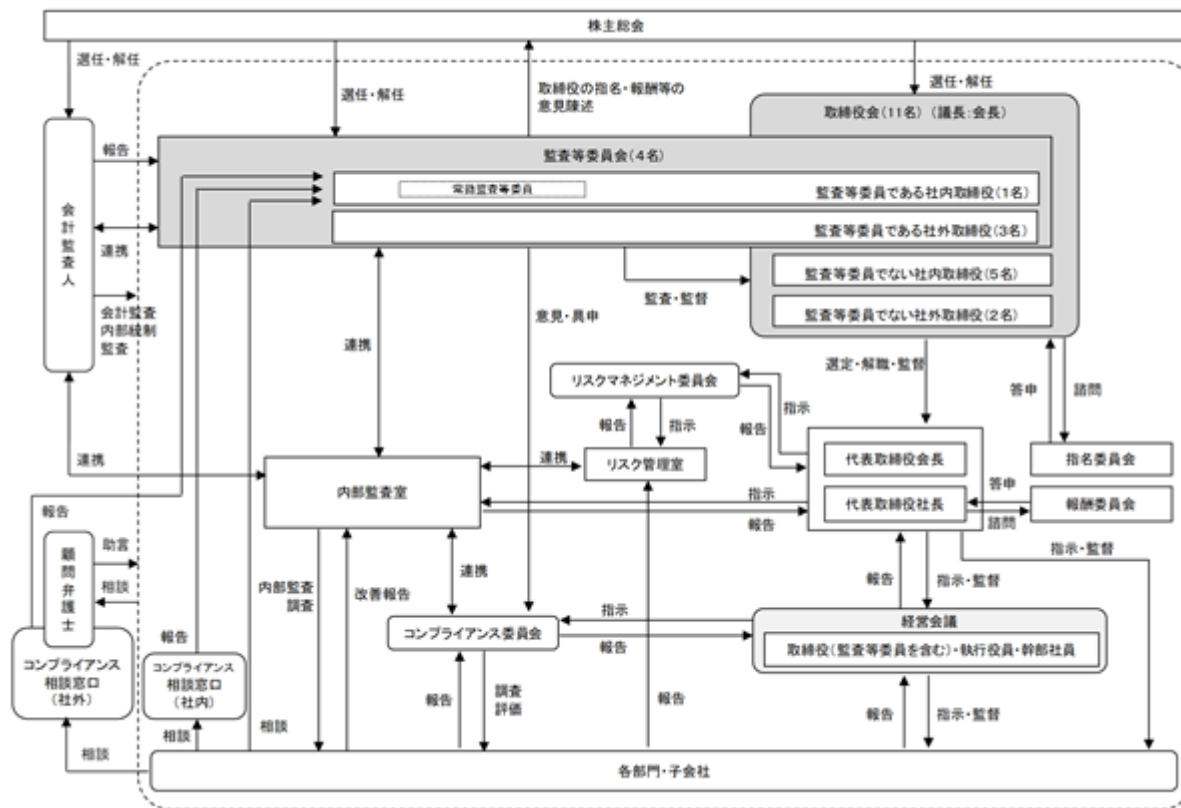 株主総会
選任・解任
選任・解任
取締役の指名・報酬等の
意見陳述
選任・解任
取締役会(11名) (議長:会長)
監査等委員会(4名)
報告
常勤監査等委員
監査等委員である社内取締役(1名)
監査等委員である社外取締役(3名)
会計監査人
連携
監査等委員でない社内取締役(5名)
監査・監督
会計監査
内部統制
監査
意見・具申
監査等委員でない社外取締役(2名)
連携
選定・解職・監督
リスクマネジメント委員会
指示
答申
諮問
報告
指示
報告
連携
連携
リスク管理室
代表取締役会長
指名委員会
内部監査室
指示
代表取締役社長
答申
報酬委員会
報告
報告
諮問
顧問弁護士
助言
指示・監督
相談
内部監査
調査
改善報告
連携
報告
指示・監督
指示
経営会議
コンプライアンス委員会
報告
取締役(監査等委員を含む)・執行役員・幹部社員
報告
コンプライアンス
相談窓口
(社外)
コンプライアンス
相談窓口
(社内)
報告
調査
評価
報告
報告
指示・監督
相談
相談
相談
各部門・子会社